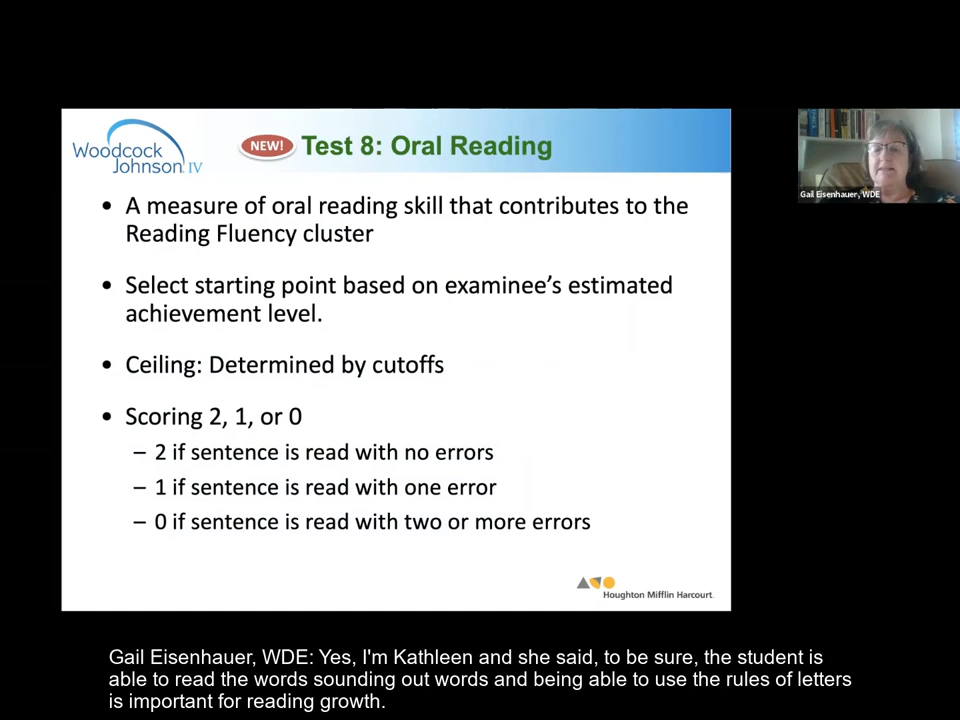 Woodcock
Johnson IV
NEW! Test 8: Oral Reading
• A measure of oral reading skill that contributes to the
Reading Fluency cluster
• Select starting point based on examinee’s estimated
achievement level.
• Ceiling: Determined by cutoffs
• Scoring 2, 1, or 0
– 2 if sentence is read with no errors
– 1 if sentence is read with one error
– 0 if sentence is read with two or more errors
Houghton Mifflin Harcourt.
Gail Eisenhauer, WDE
Gail Eisenhauer, WDE: Yes, I'm Kathleen and she said, to be sure, the student is
able to read the words sounding out words and being able to use the rules of letters
is important for reading growth.